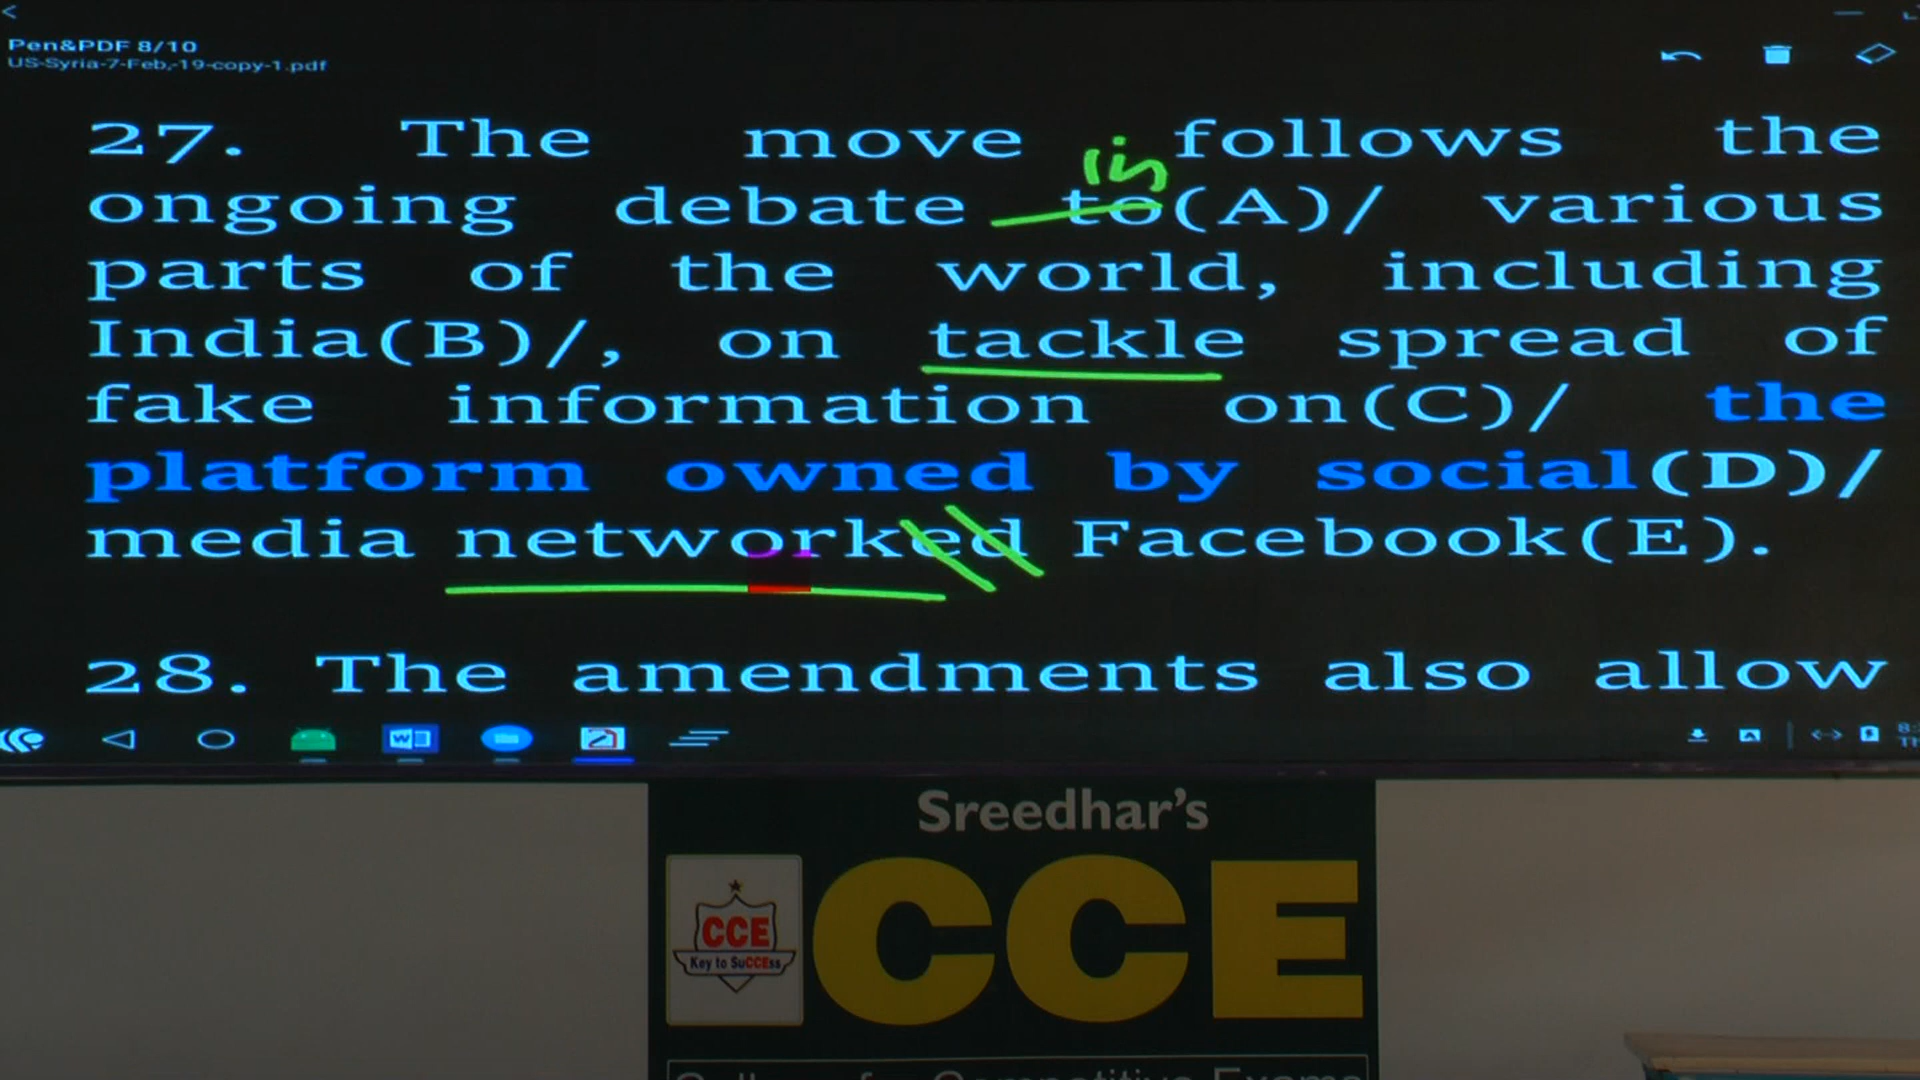 <
Pen&PDF 8/10
US-Syria-7-Feb,-19-copy-1.pdf
27. The move follows the
in
ongoing debate to(A)/ various
parts of the world, including
India(B)/, on tackle spread of
fake information on(C)/ the
platform owned by social(D)/
media networked Facebook(E).
28. The amendments also allow
Sreedhar's
CCE
CCE
Key to SuCCEss